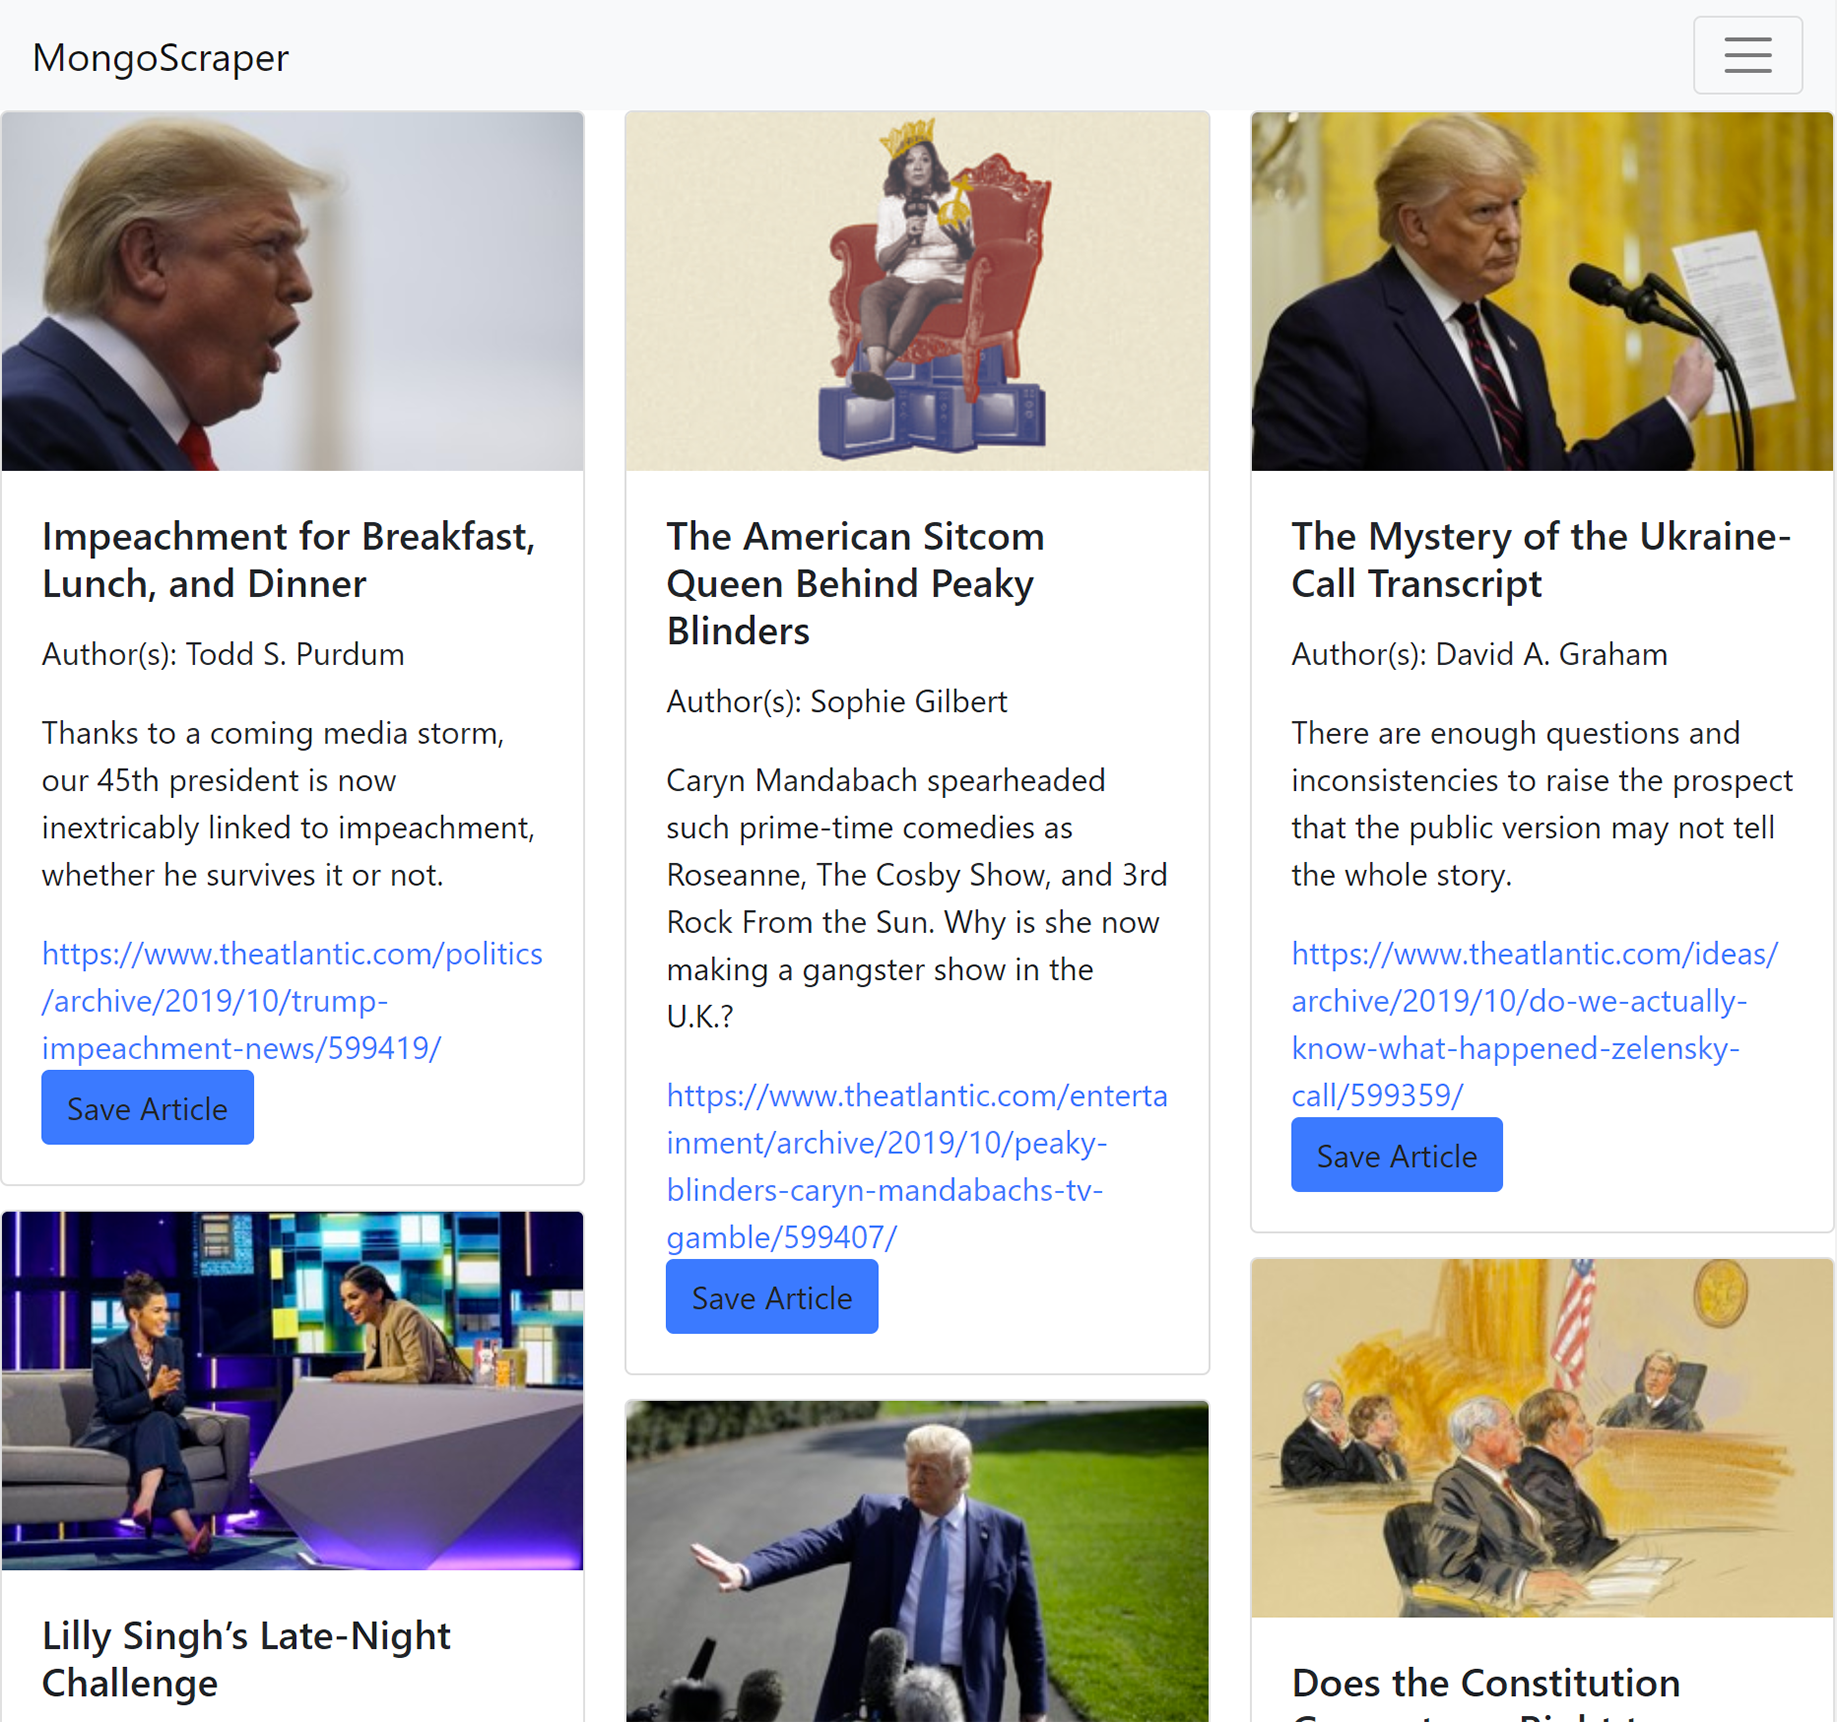 MongoScraper
Impeachment for Breakfast,
Lunch, and Dinner
Author(s): Todd S. Purdum
Thanks to a coming media storm,
our 45th president is now
inextricably linked to impeachment,
whether he survives it or not.
https://www.theatlantic.com/politics
/archive/2019/10/trump-
impeachment-news/599419/
Save Article
Lilly Singh’s Late-Night
Challenge
The American Sitcom
Queen Behind Peaky
Blinders
Author(s): Sophie Gilbert
Caryn Mandabach spearheaded
such prime-time comedies as
Roseanne, The Cosby Show, and 3rd
Rock From the Sun. Why is she now
making a gangster show in the
U.K.?
https://www.theatlantic.com/enterta
inment/archive/2019/10/peaky-
blinders-caryn-mandabachs-tv-
gamble/599407/
Save Article
The Mystery of the Ukraine-
Call Transcript
Author(s): David A. Graham
There are enough questions and
inconsistencies to raise the prospect
that the public version may not tell
the whole story.
https://www.theatlantic.com/ideas/
archive/2019/10/do-we-actually-
know-what-happened-zelensky-
call/599359/
Save Article
Does the Constitution